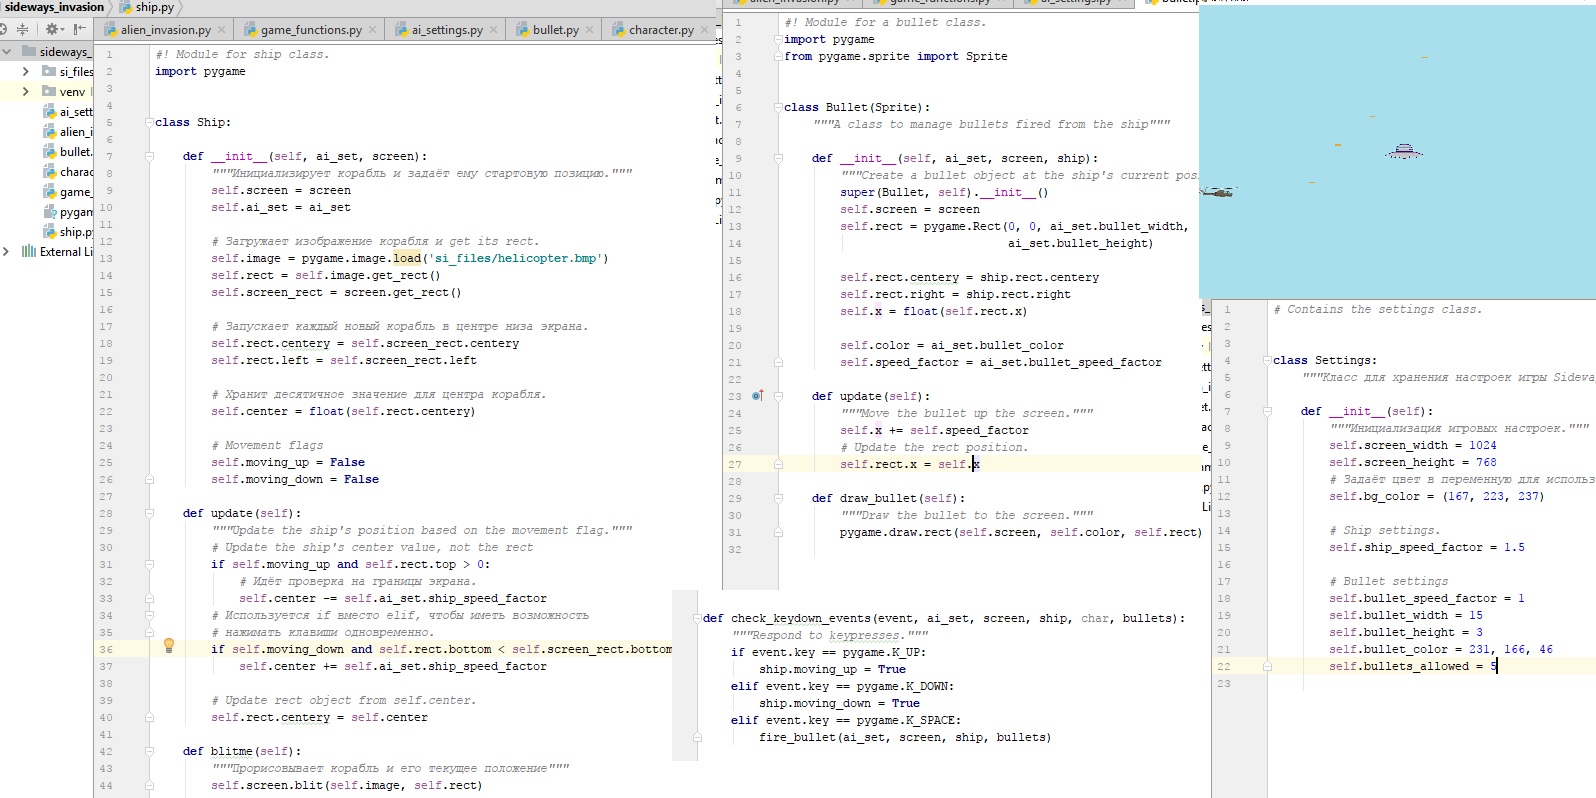 sideways_invasion
ship.py
alien_invasion.py
game_functions.py
ai_settings.py
bullet.py
character.py
sideways_
si_files
venv
ai_sett
alien_i
bullet.
charac
game_
pygam
ship.py
External Li
1 #! Module for ship class.
2 import pygame
3
4
5 class Ship:
6
7 def __init__(self, ai_set, screen):
8 """Инициализирует корабль и задаёт ему стартовую позицию."""
9 self.screen = screen
10 self.ai_set = ai_set
11
12 # Загружает изображение корабля и get its rect.
13 self.image = pygame.image.load('si_files/helicopter.bmp')
14 self.rect = self.image.get_rect()
15 self.screen_rect = screen.get_rect()
16
17 # Запускает каждый новый корабль в центре низа экрана.
18 self.rect.centery = self.screen_rect.centery
19 self.rect.left = self.screen_rect.left
20
21 # Хранит десятичное значение для центра корабля.
22 self.center = float(self.rect.centery)
23
24 # Movement flags
25 self.moving_up = False
26 self.moving_down = False
27
28 def update(self):
29 """Update the ship's position based on the movement flag."""
30 # Update the ship's center value, not the rect
31 if self.moving_up and self.rect.top > 0:
32 # Идёт проверка на границы экрана.
33 self.center -= self.ai_set.ship_speed_factor
34 # Используется if вместо elif, чтобы иметь возможность
35 # нажимать клавиши одновременно.
36 if self.moving_down and self.rect.bottom < self.screen_rect.bottom
37 self.center += self.ai_set.ship_speed_factor
38
39 # Update rect object from self.center.
40 self.rect.centery = self.center
41
42 def blitme(self):
43 """Прорисовывает корабль и его текущее положение"""
44 self.screen.blit(self.image, self.rect)
1 #! Module for a bullet class.
2 import pygame
3 from pygame.sprite import Sprite
4
5
6 class Bullet(Sprite):
7 """A class to manage bullets fired from the ship"""
8
9 def __init__(self, ai_set, screen, ship):
10 """Create a bullet object at the ship's current pos
11 super(Bullet, self).__init__()
12 self.screen = screen
13 self.rect = pygame.Rect(0, 0, ai_set.bullet_width,
14 ai_set.bullet_height)
15
16 self.rect.centery = ship.rect.centery
17 self.rect.right = ship.rect.right
18 self.x = float(self.rect.x)
19
20 self.color = ai_set.bullet_color
21 self.speed_factor = ai_set.bullet_speed_factor
22
23 def update(self):
24 """Move the bullet up the screen."""
25 self.x += self.speed_factor
26 # Update the rect position.
27 self.rect.x = self.x
28
29 def draw_bullet(self):
30 """Draw the bullet to the screen."""
31 pygame.draw.rect(self.screen, self.color, self.rect)
32
def check_keydown_events(event, ai_set, screen, ship, char, bullets):
"""Respond to keypresses."""
if event.key == pygame.K_UP:
ship.moving_up = True
elif event.key == pygame.K_DOWN:
ship.moving_down = True
elif event.key == pygame.K_SPACE:
fire_bullet(ai_set, screen, ship, bullets)
1 # Contains the settings class.
2
3
4 class Settings:
5 """Класс для хранения настроек игры Sidewa
6
7 def __init__(self):
8 """Инициализация игровых настроек."""
9 self.screen_width = 1024
10 self.screen_height = 768
11 # Задаёт цвет в переменную для использ
12 self.bg_color = (167, 223, 237)
13
14 # Ship settings.
15 self.ship_speed_factor = 1.5
16
17 # Bullet settings
18 self.bullet_speed_factor = 1
19 self.bullet_width = 15
20 self.bullet_height = 3
21 self.bullet_color = 231, 166, 46
22 self.bullets_allowed = 5
23